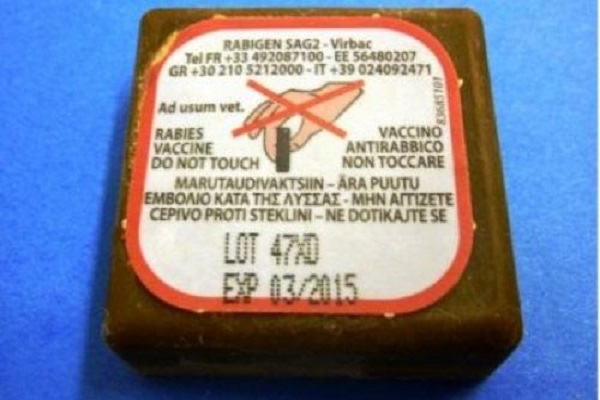 RABIGEN SAG2 - Virbac
Tel FR +33 492087100 - EE 56480207
GR +30 210 5212000 - IT +39 024092471
Ad usum vet.
83685101
RABIES
VACCINE
DO NOT TOUCH
VACCINO
ANTIRABBICO
NON TOCCARE
MARUTAUDIVAKTSIIN – ÄRA PUUTU
ΕΜΒΟΛΙΟ ΚΑΤΑ ΤΗΣ ΛΥΣΣΑΣ - ΜΗΝ ΑΓΓΙΖΕΤΕ
CEPIVO PROTI STEKLINI – NE DOTIKAJTE SE
LOT 47XD
EXP 03/2015